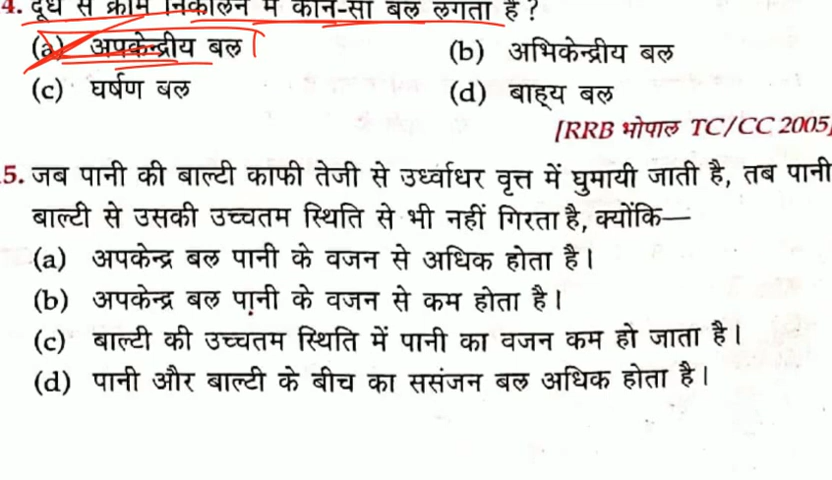 4. दूध से क्रीम निकालने में कौन-सा बल लगता है ?
(a) अपकेन्द्रीय बल (b) अभिकेन्द्रीय बल
(c) घर्षण बल (d) बाह्य बल
[RRB भोपाल TC/CC 2005]
5. जब पानी की बाल्टी काफी तेजी से उर्ध्वाधर वृत्त में घुमायी जाती है, तब पानी
बाल्टी से उसकी उच्चतम स्थिति से भी नहीं गिरता है, क्योंकि—
(a) अपकेन्द्र बल पानी के वजन से अधिक होता है।
(b) अपकेन्द्र बल पानी के वजन से कम होता है।
(c) बाल्टी की उच्चतम स्थिति में पानी का वजन कम हो जाता है।
(d) पानी और बाल्टी के बीच का ससंजन बल अधिक होता है।